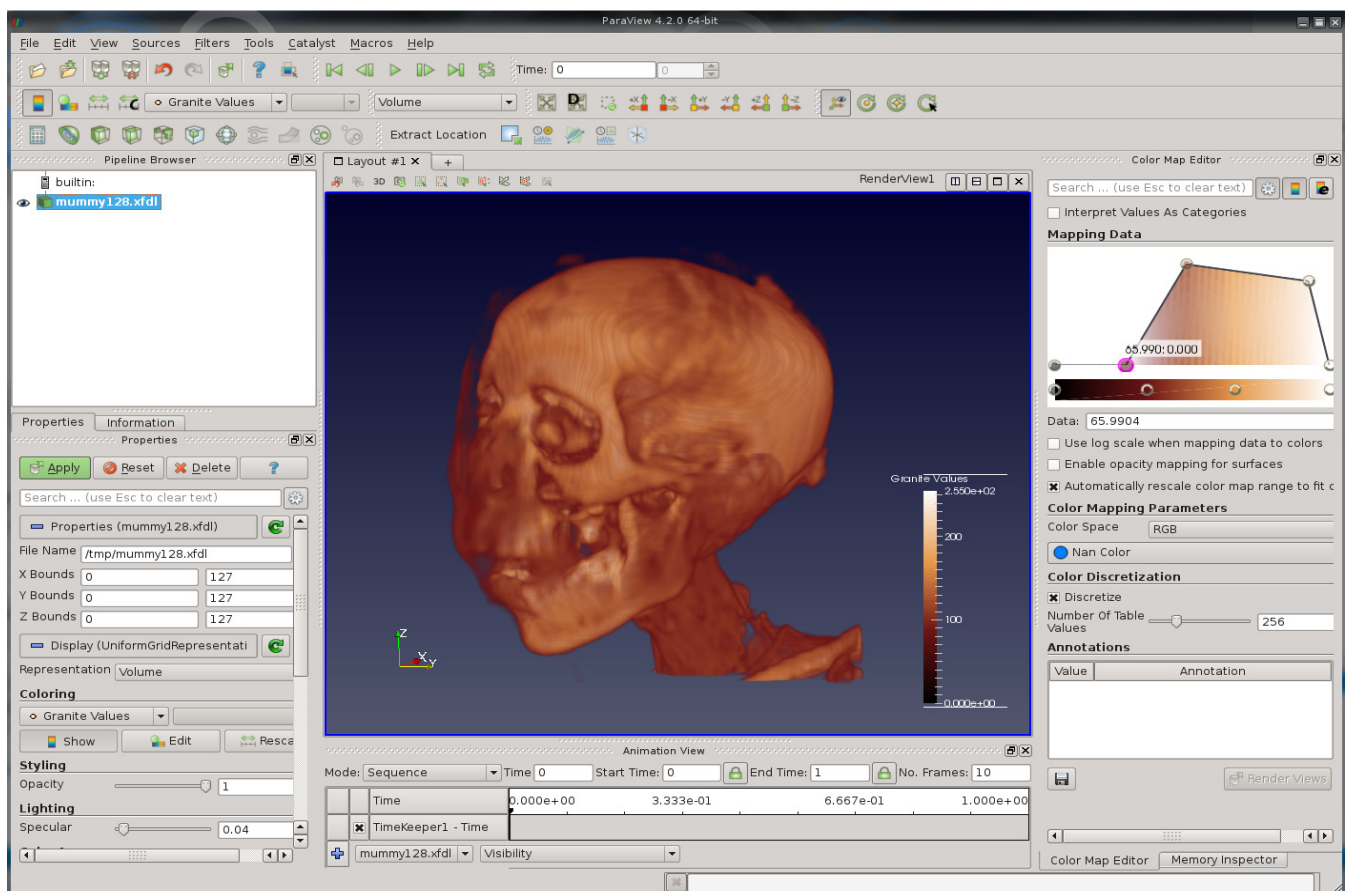 ParaView 4.2.0 64-bit
File Edit View Sources Filters Tools Catalyst Macros Help
Time: 0 0
Granite Values Volume
Extract Location
Pipeline Browser
builtin:
mummy128.xfdl
Properties Information
Properties
Apply Reset Delete ?
Search ... (use Esc to clear text)
Properties (mummy128.xfdl)
File Name /tmp/mummy128.xfdl
X Bounds 0 127
Y Bounds 0 127
Z Bounds 0 127
Display (UniformGridRepresentati
Representation Volume
Coloring
Granite Values
Show Edit Resca
Styling
Opacity 1
Lighting
Specular 0.04
Layout #1 +
3D RenderView1
Granite Values
2.550e+02
200
100
0.000e+00
Z
X Y
Animation View
Mode: Sequence Time 0 Start Time: 0 End Time: 1 No. Frames: 10
Time 0.000e+00 3.333e-01 6.667e-01 1.000e+00
TimeKeeper1 - Time
mummy128.xfdl Visibility
Color Map Editor
Search ... (use Esc to clear text)
Interpret Values As Categories
Mapping Data
65.990: 0.000
Data: 65.9904
Use log scale when mapping data to colors
Enable opacity mapping for surfaces
Automatically rescale color map range to fit
Color Mapping Parameters
Color Space RGB
Nan Color
Color Discretization
Discretize
Number Of Table Values 256
Annotations
Value Annotation
Render Views
Color Map Editor Memory Inspector